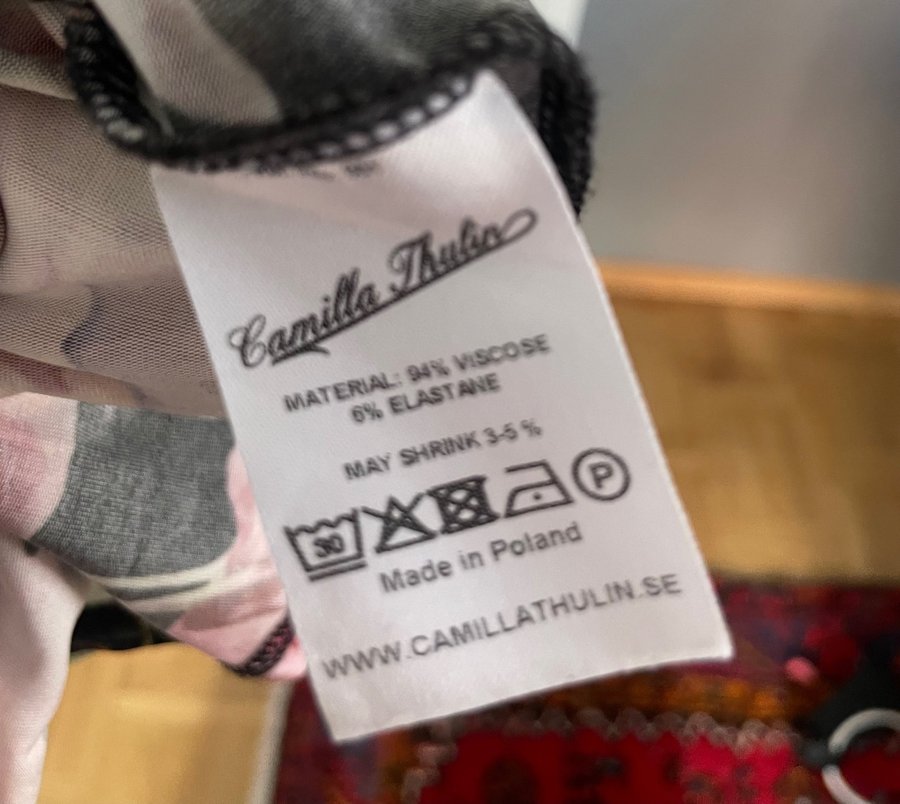 Camilla Thulin
MATERIAL: 94% VISCOSE
6% ELASTANE
MAY SHRINK 3-5 %
30 P
Made in Poland
WWW.CAMILLATHULIN.SE